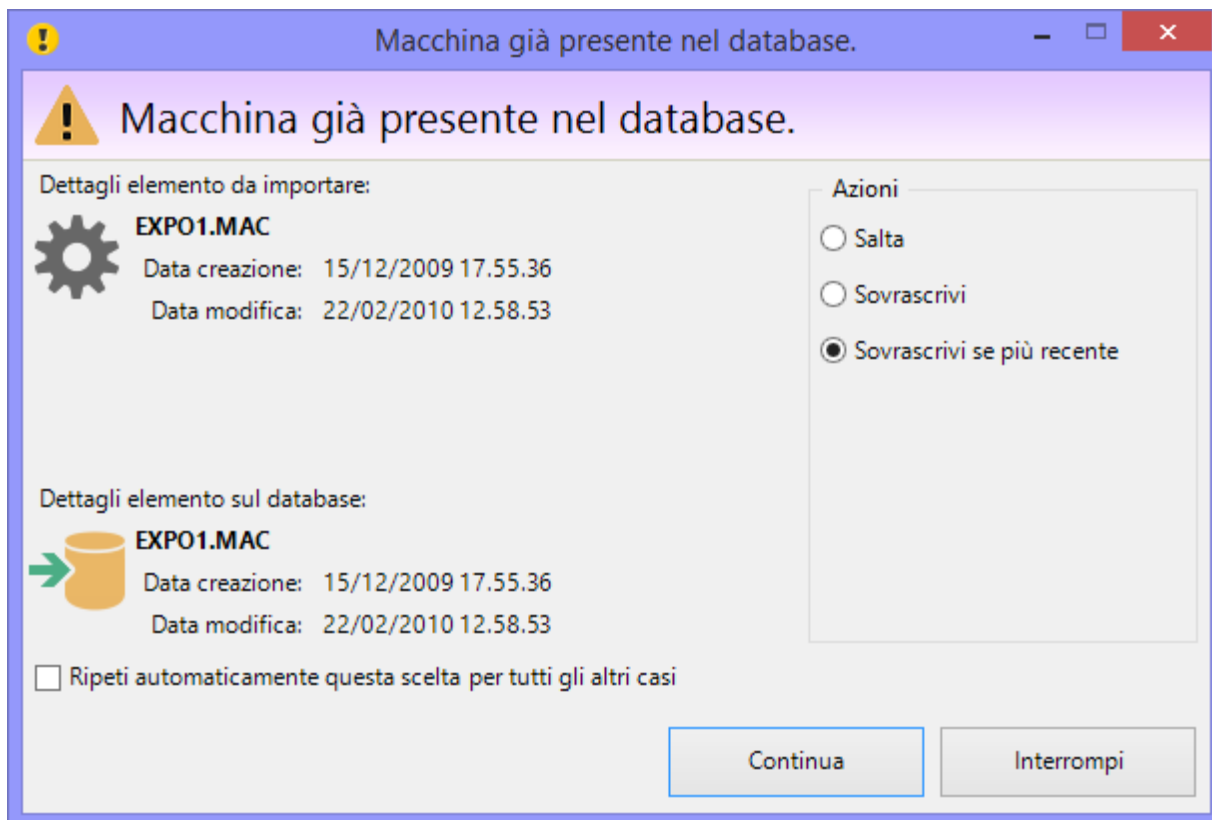 Macchina già presente nel database.
Macchina già presente nel database.
Dettagli elemento da importare:
EXPO1.MAC
Data creazione: 15/12/2009 17.55.36
Data modifica: 22/02/2010 12.58.53
Dettagli elemento sul database:
EXPO1.MAC
Data creazione: 15/12/2009 17.55.36
Data modifica: 22/02/2010 12.58.53
Azioni
Salta
Sovrascrivi
Sovrascrivi se più recente
Ripeti automaticamente questa scelta per tutti gli altri casi
Continua
Interrompi